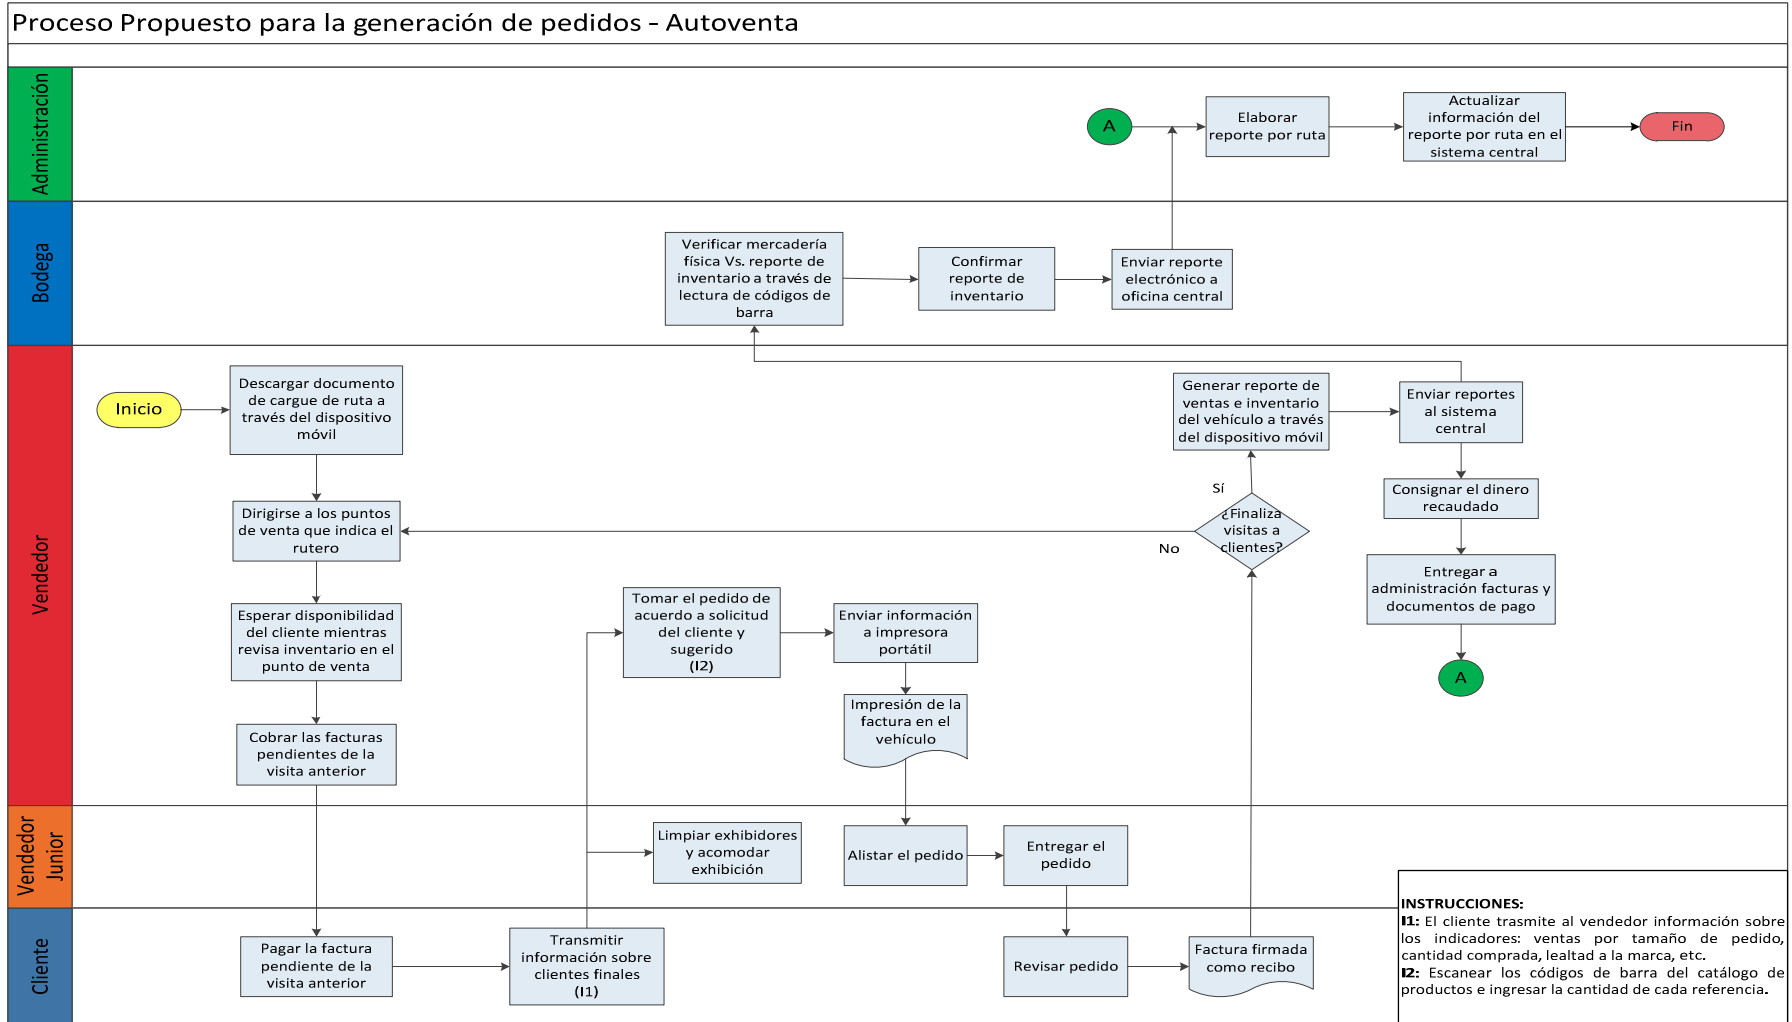 Proceso Propuesto para la generación de pedidos - Autoventa
Administración
A
Elaborar
reporte por ruta
Actualizar
información del
reporte por ruta en el
sistema central
Fin
Bodega
Verificar mercadería
física Vs. reporte de
inventario a través de
lectura de códigos de
barra
Confirmar
reporte de
inventario
Enviar reporte
electrónico a
oficina central
Vendedor
Inicio
Descargar documento
de cargue de ruta a
través del dispositivo
móvil
Dirigirse a los puntos
de venta que indica el
rutero
Esperar disponibilidad
del cliente mientras
revisa inventario en el
punto de venta
Cobrar las facturas
pendientes de la
visita anterior
Tomar el pedido de
acuerdo a solicitud
del cliente y
sugerido
(I2)
Enviar información
a impresora
portátil
Impresión de la
factura en el
vehículo
Generar reporte de
ventas e inventario
del vehículo a través
del dispositivo móvil
Sí
¿Finaliza
visitas a
clientes?
No
Enviar reportes
al sistema
central
Consignar el dinero
recaudado
Entregar a
administración facturas y
documentos de pago
A
Vendedor
Junior
Limpiar exhibidores
y acomodar
exhibición
Alistar el pedido
Entregar el
pedido
Cliente
Pagar la factura
pendiente de la
visita anterior
Transmitir
información sobre
clientes finales
(I1)
Revisar pedido
Factura firmada
como recibo
INSTRUCCIONES:
I1: El cliente trasmite al vendedor información sobre
los indicadores: ventas por tamaño de pedido,
cantidad comprada, lealtad a la marca, etc.
I2: Escanear los códigos de barra del catálogo de
productos e ingresar la cantidad de cada referencia.